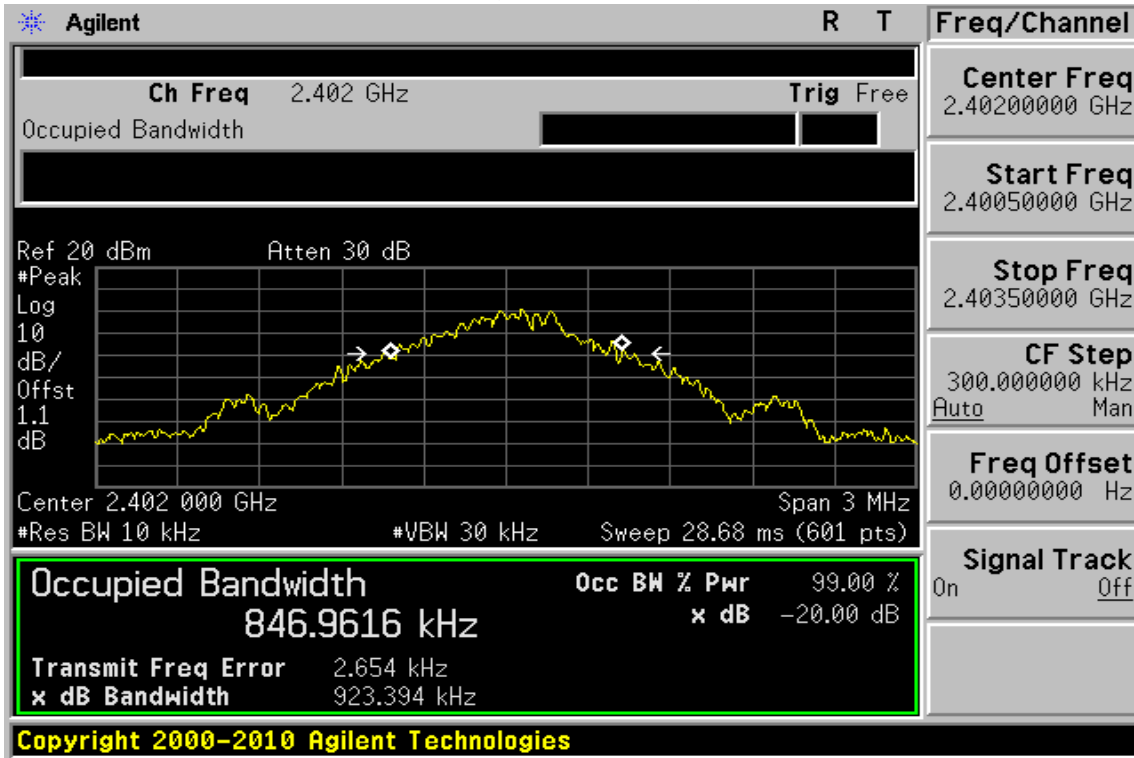 Agilent R T
Ch Freq 2.402 GHz Trig Free
Occupied Bandwidth
Ref 20 dBm Atten 30 dB
#Peak
Log
10
dB/
Offst
1.1
dB
Center 2.402 000 GHz Span 3 MHz
#Res BW 10 kHz #VBW 30 kHz Sweep 28.68 ms (601 pts)
Occupied Bandwidth Occ BW % Pwr 99.00 %
846.9616 kHz x dB -20.00 dB
Transmit Freq Error 2.654 kHz
x dB Bandwidth 923.394 kHz
Copyright 2000-2010 Agilent Technologies
Freq/Channel
Center Freq
2.40200000 GHz
Start Freq
2.40050000 GHz
Stop Freq
2.40350000 GHz
CF Step
300.000000 kHz
Auto Man
Freq Offset
0.00000000 Hz
Signal Track
On Off